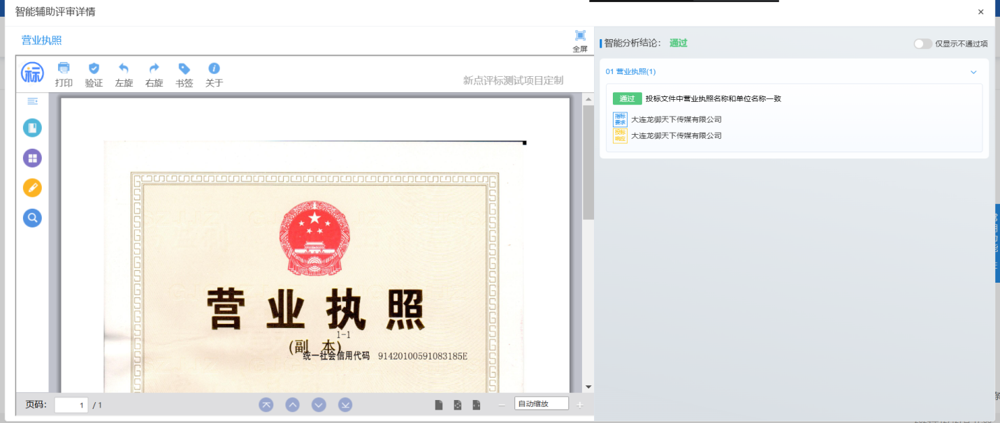 智能辅助评审详情
×
营业执照
全屏
标
打印
验证
左旋
右旋
书签
关于
新点评标测试项目定制
营业执照
1-1
(副 本)
统一社会信用代码 91420100591083185E
页码: 1 / 1
自动缩放
智能分析结论: 通过
仅显示不通过项
01 营业执照(1)
通过 投标文件中营业执照名称和单位名称一致
指标要求 大连龙御天下传媒有限公司
投标响应 大连龙御天下传媒有限公司